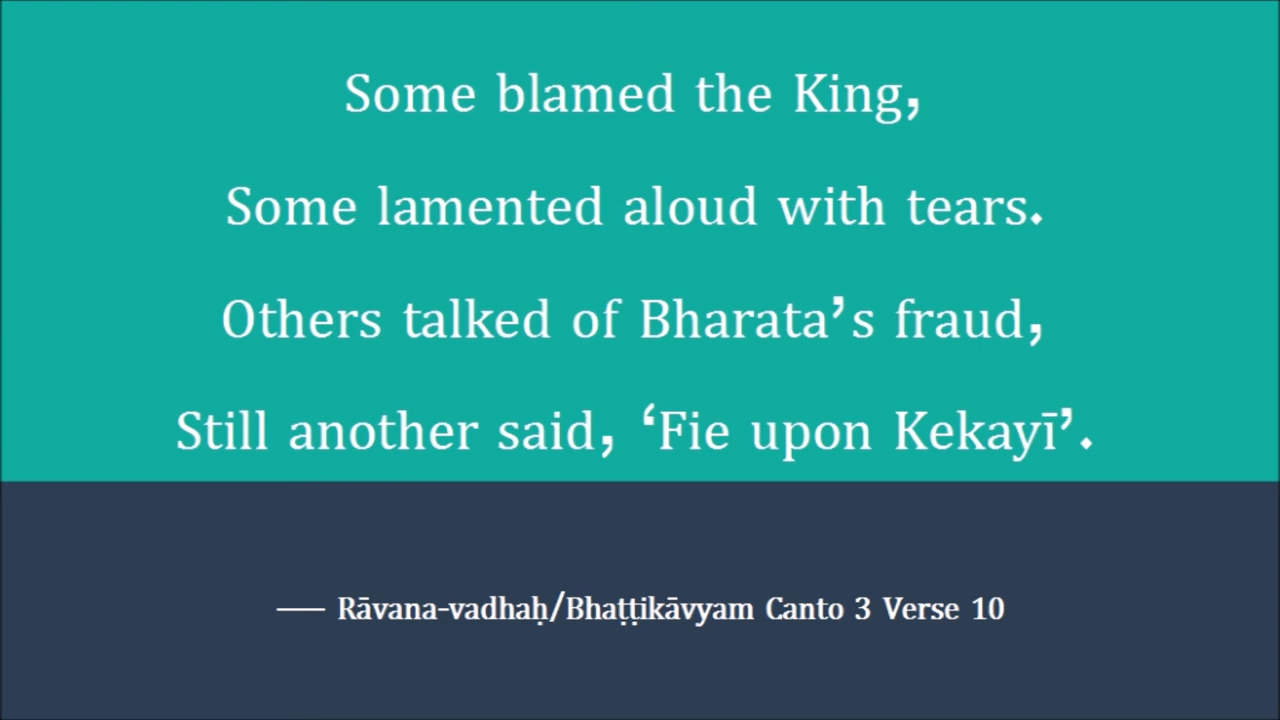 Some blamed the King,
Some lamented aloud with tears.
Others talked of Bharata’s fraud,
Still another said, ‘Fie upon Kekayī’.
— Rāvana-vadhaḥ/Bhaṭṭikāvyam Canto 3 Verse 10